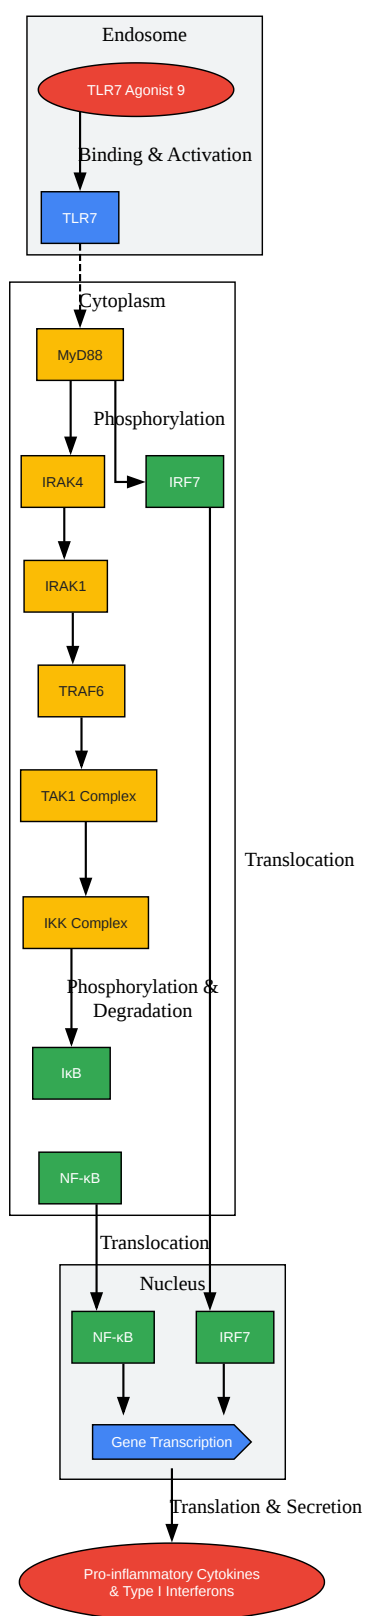 Endosome
TLR7 Agonist 9
Binding & Activation
TLR7
Cytoplasm
MyD88
Phosphorylation
IRAK4
IRF7
IRAK1
TRAF6
TAK1 Complex
Translocation
IKK Complex
Phosphorylation &
Degradation
IκB
NF-κB
Translocation
Nucleus
NF-κB
IRF7
Gene Transcription
Translation & Secretion
Pro-inflammatory Cytokines
& Type I Interferons